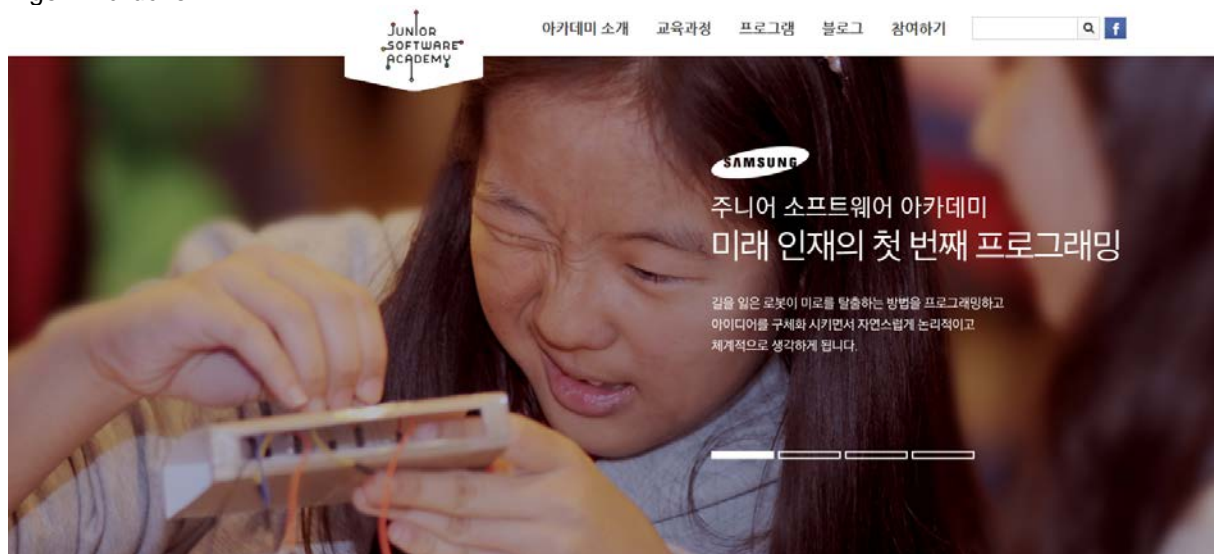 JUNIOR
SOFTWARE
ACADEMY
아카데미 소개 교육과정 프로그램 블로그 참여하기
f
SAMSUNG
주니어 소프트웨어 아카데미
미래 인재의 첫 번째 프로그래밍
길을 잃은 로봇이 미로를 탈출하는 방법을 프로그래밍하고
아이디어를 구체화 시키면서 자연스럽게 논리적이고
체계적으로 생각하게 됩니다.